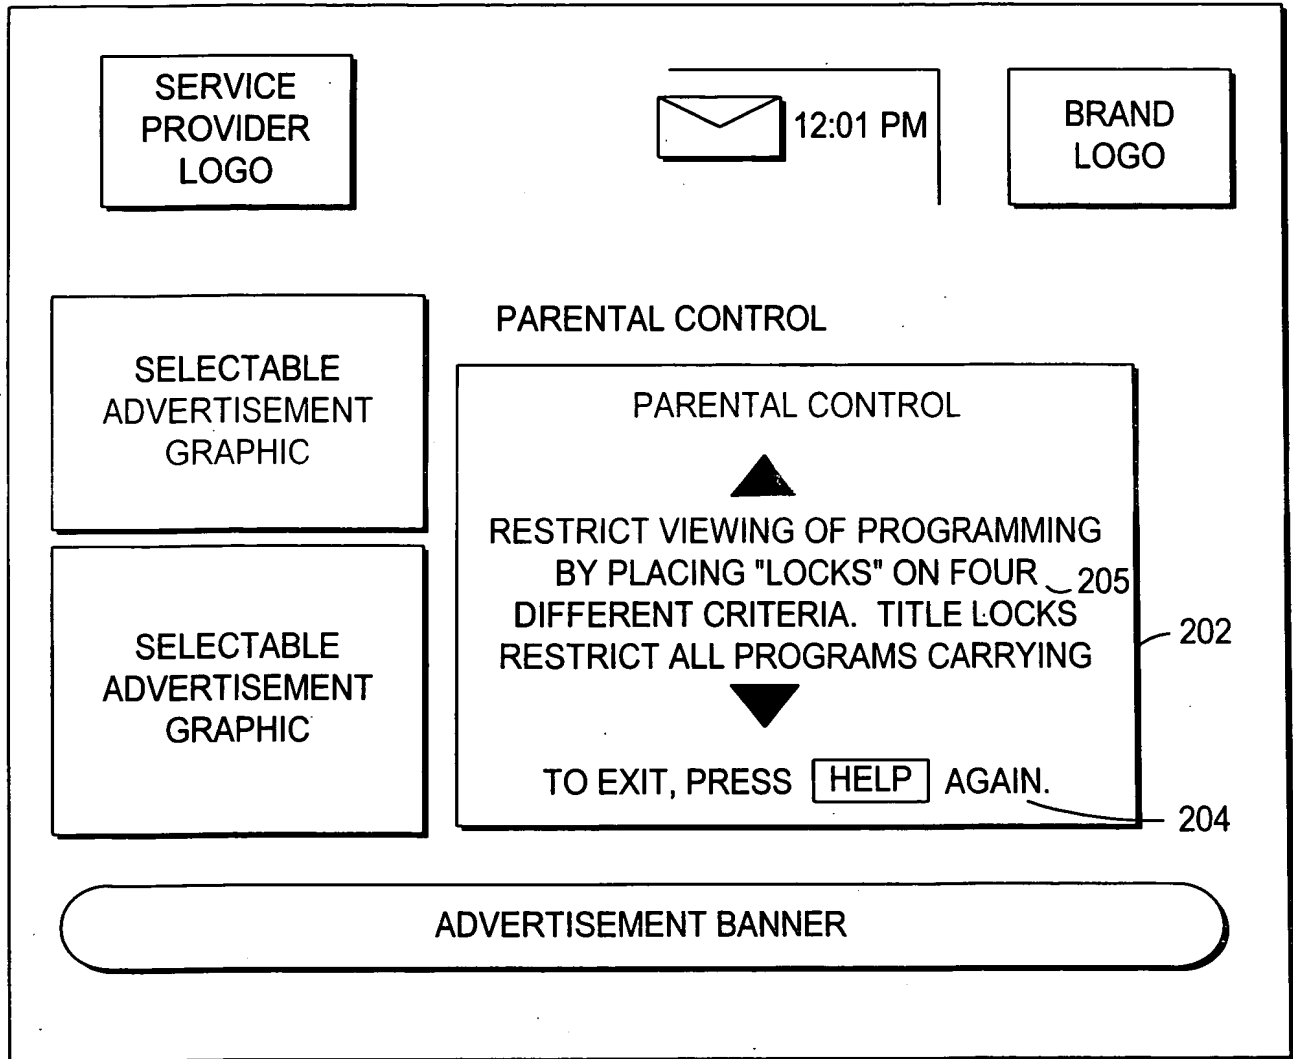 SERVICE
PROVIDER
LOGO
12:01 PM
BRAND
LOGO
SELECTABLE
ADVERTISEMENT
GRAPHIC
SELECTABLE
ADVERTISEMENT
GRAPHIC
PARENTAL CONTROL
PARENTAL CONTROL
RESTRICT VIEWING OF PROGRAMMING
BY PLACING "LOCKS" ON FOUR
205
DIFFERENT CRITERIA. TITLE LOCKS
RESTRICT ALL PROGRAMS CARRYING
202
TO EXIT, PRESS HELP AGAIN.
204
ADVERTISEMENT BANNER